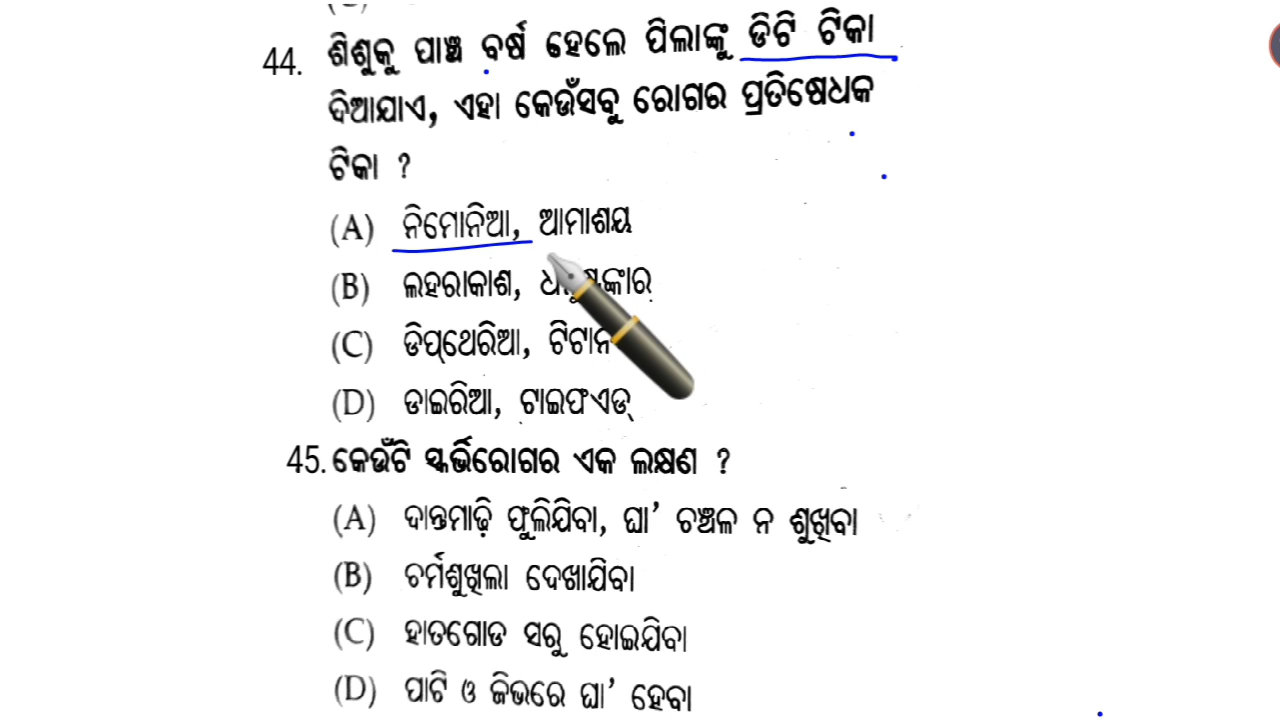 44. ଶିଶୁକୁ ପାଞ୍ଚ ବର୍ଷ ହେଲେ ପିଲାଙ୍କୁ ଡିଟି ଟିକା
ଦିଆଯାଏ, ଏହା କେଉଁସବୁ ରୋଗର ପ୍ରତିଷେଧକ
ଟିକା ?
(A) ନିମୋନିଆ, ଆମାଶୟ
(B) ଲହରାକାଶ,
(C) ଡିପ୍‌ଥେରିଆ,
(D) ଡାଇରିଆ, ଟାଇଫଏଡ୍
45. କେଉଁଟି ସ୍କର୍ଭିରୋଗର ଏକ ଲକ୍ଷଣ ?
(A) ଦାନ୍ତମାଢ଼ି ଫୁଲିଯିବା, ଘା’ ଚଞ୍ଚଳ ନ ଶୁଖିବା
(B) ଚର୍ମଶୁଖିଲା ଦେଖାଯିବା
(C) ହାତଗୋଡ ସରୁ ହୋଇଯିବା
(D) ପାଟି ଓ ଜିଭରେ ଘା’ ହେବା